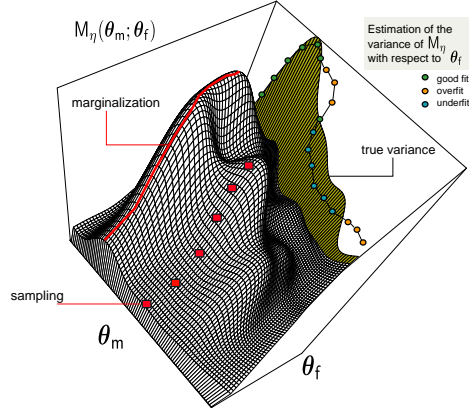 M_η(θ_m; θ_f)
Estimation of the
variance of M_η
with respect to θ_f
good fit
overfit
underfit
marginalization
true variance
sampling
θ_m
θ_f